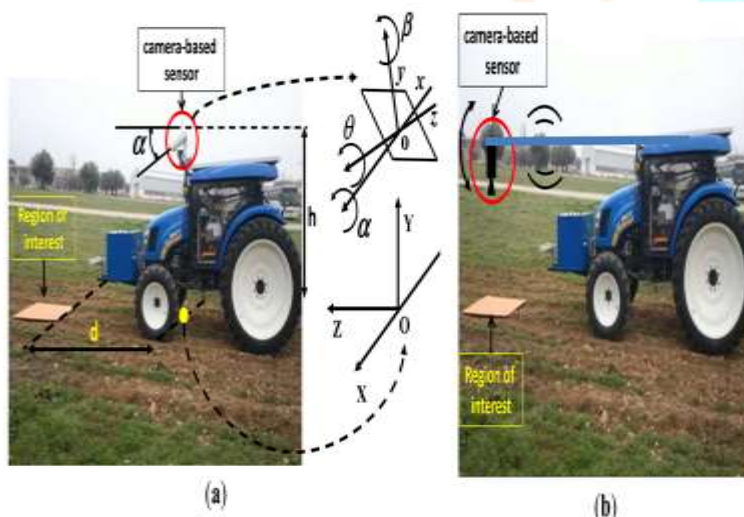 camera-based
sensor
α
Region of
interest
d
h
(a)
β
y
x
z
o
θ
α
Y
Z
O
X
camera-based
sensor
Region of
interest
(b)